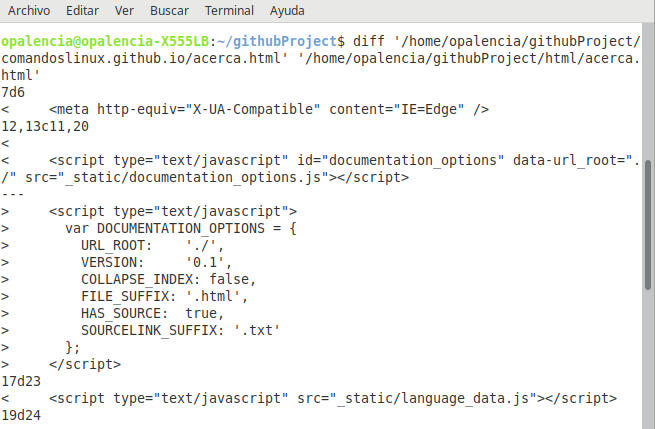 Archivo Editar Ver Buscar Terminal Ayuda
opalencia@opalencia-X555LB:~/githubProject$ diff '/home/opalencia/githubProject/
comandoslinux.github.io/acerca.html' '/home/opalencia/githubProject/html/acerca.
html'
7d6
<     <meta http-equiv="X-UA-Compatible" content="IE=Edge" />
12,13c11,20
<
<     <script type="text/javascript" id="documentation_options" data-url_root=".
/" src="_static/documentation_options.js"></script>
---
>     <script type="text/javascript">
>       var DOCUMENTATION_OPTIONS = {
>         URL_ROOT:    './',
>         VERSION:     '0.1',
>         COLLAPSE_INDEX: false,
>         FILE_SUFFIX: '.html',
>         HAS_SOURCE:  true,
>         SOURCELINK_SUFFIX: '.txt'
>       };
>     </script>
17d23
<     <script type="text/javascript" src="_static/language_data.js"></script>
19d24